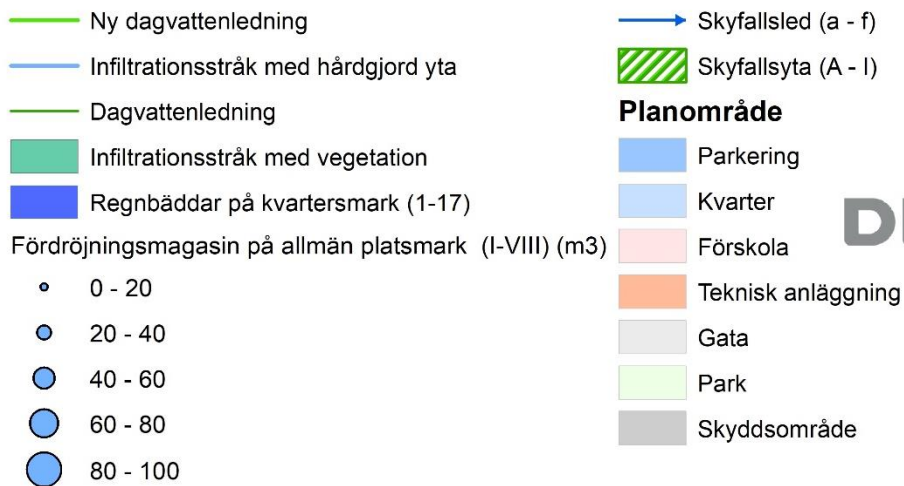 Ny dagvattenledning
Infiltrationsstråk med hårdgjord yta
Dagvattenledning
Infiltrationsstråk med vegetation
Regnbäddar på kvartersmark (1-17)
Fördröjningsmagasin på allmän platsmark (I-VIII) (m3)
0 - 20
20 - 40
40 - 60
60 - 80
80 - 100
Skyfallsled (a - f)
Skyfallsyta (A - I)
Planområde
Parkering
Kvarter
Förskola
Teknisk anläggning
Gata
Park
Skyddsområde